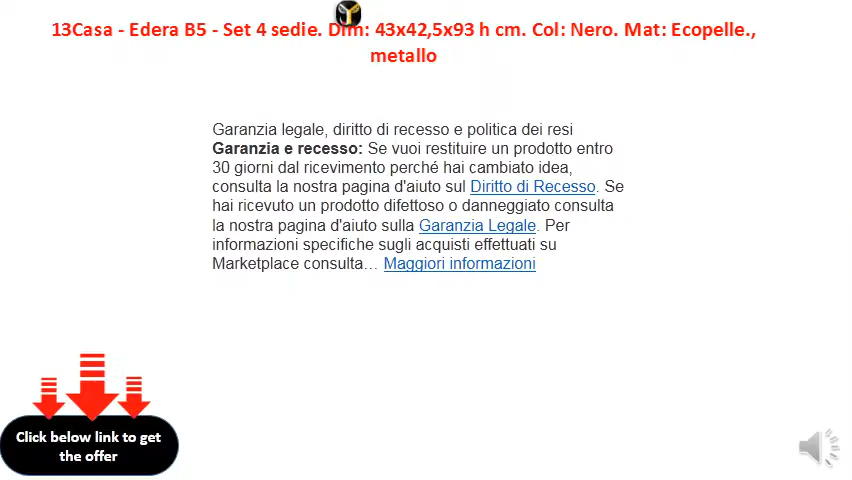 13Casa - Edera B5 - Set 4 sedie. Dim: 43x42,5x93 h cm. Col: Nero. Mat: Ecopelle.,
metallo
Garanzia legale, diritto di recesso e politica dei resi
Garanzia e recesso: Se vuoi restituire un prodotto entro
30 giorni dal ricevimento perché hai cambiato idea,
consulta la nostra pagina d'aiuto sul Diritto di Recesso. Se
hai ricevuto un prodotto difettoso o danneggiato consulta
la nostra pagina d'aiuto sulla Garanzia Legale. Per
informazioni specifiche sugli acquisti effettuati su
Marketplace consulta… Maggiori informazioni
Click below link to get
the offer